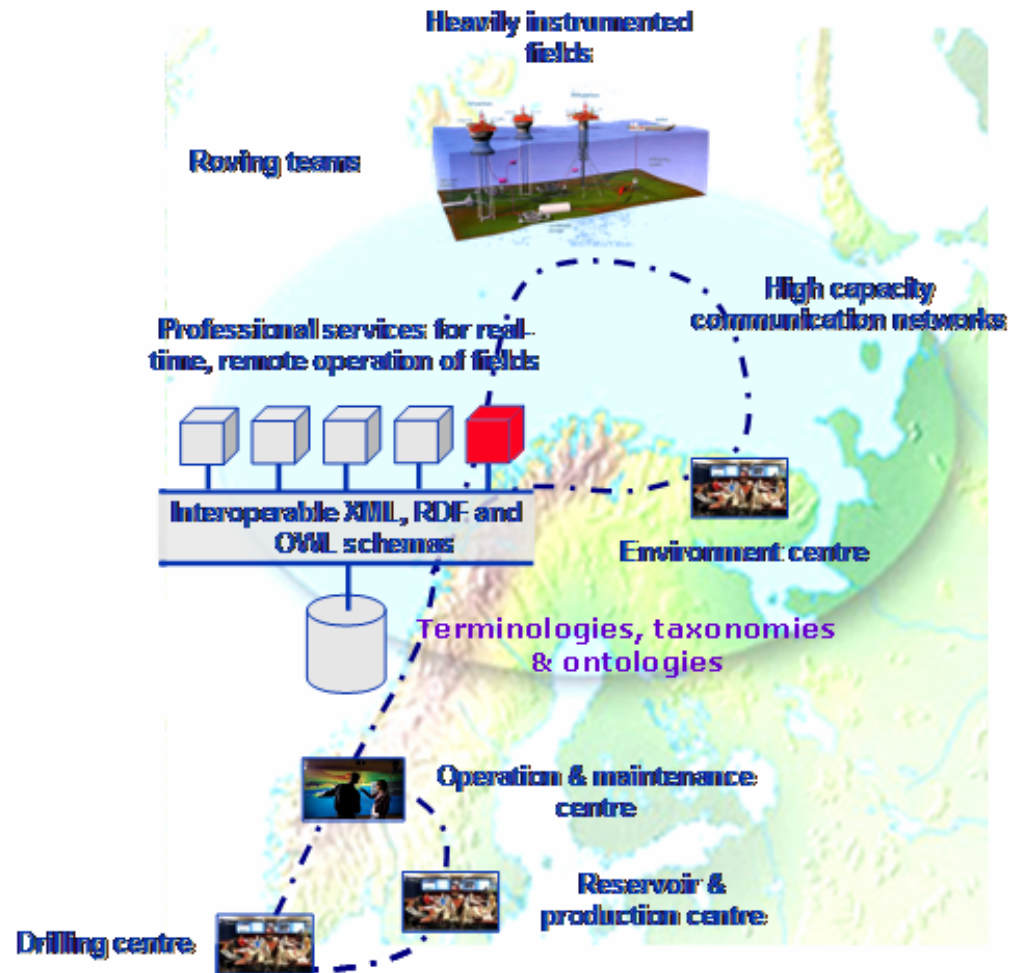 Heavily instrumented
fields
Roving teams
High capacity
communication networks
Professional services for real-
time, remote operation of fields
Interoperable XML, RDF and
OWL schemas
Environment centre
Terminologies, taxonomies
& ontologies
Operation & maintenance
centre
Reservoir &
production centre
Drilling centre